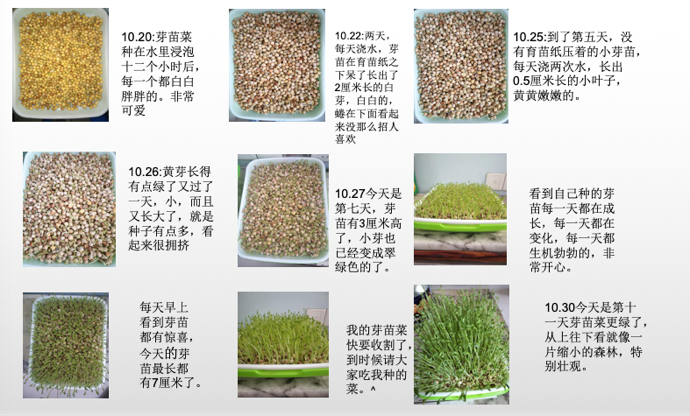 10.20:芽苗菜
种在水里浸泡
十二个小时后，
每一个都白白
胖胖的。非常
可爱
10.22:两天，
每天浇水，芽
苗在育苗纸之
下呆了长出了
2厘米长的白
芽，白白的，
蜷在下面看起
来没那么招人
喜欢
10.25:到了第五天，没
有育苗纸压着的小芽苗，
每天浇两次水，长出
0.5厘米长的小叶子，
黄黄嫩嫩的。
10.26:黄芽长得
有点绿了又过了
一天，小，而且
又长大了，就是
种子有点多，看
起来很拥挤
10.27今天是
第七天，芽
苗有3厘米高
了，小芽也
已经变成翠
绿色的了。
看到自己种的芽
苗每一天都在成
长，每一天都在
变化，每一天都
生机勃勃的，非
常开心。
每天早上
看到芽苗
都有惊喜，
今天的芽
苗最长都
有7厘米了。
我的芽苗菜
快要收割了，
到时候请大
家吃我种的
菜。^
10.30今天是第十
一天芽苗菜更绿了，
从上往下看就像一
片缩小的森林，特
别壮观。